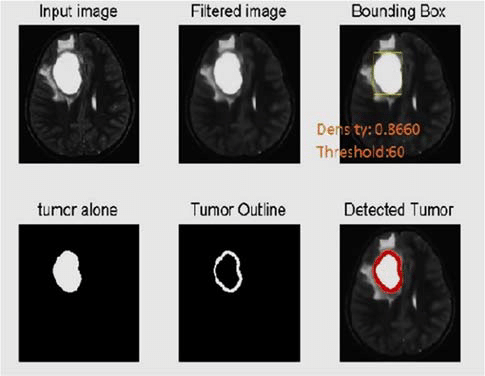 Input image
Filtered image
Bounding Box
Density: 0.8660
Threshold:60
tumor alone
Tumor Outline
Detected Tumor